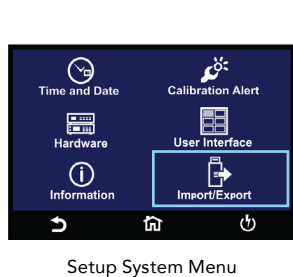 Time and Date
Calibration Alert
Hardware
User Interface
Information
Import/Export
Setup System Menu